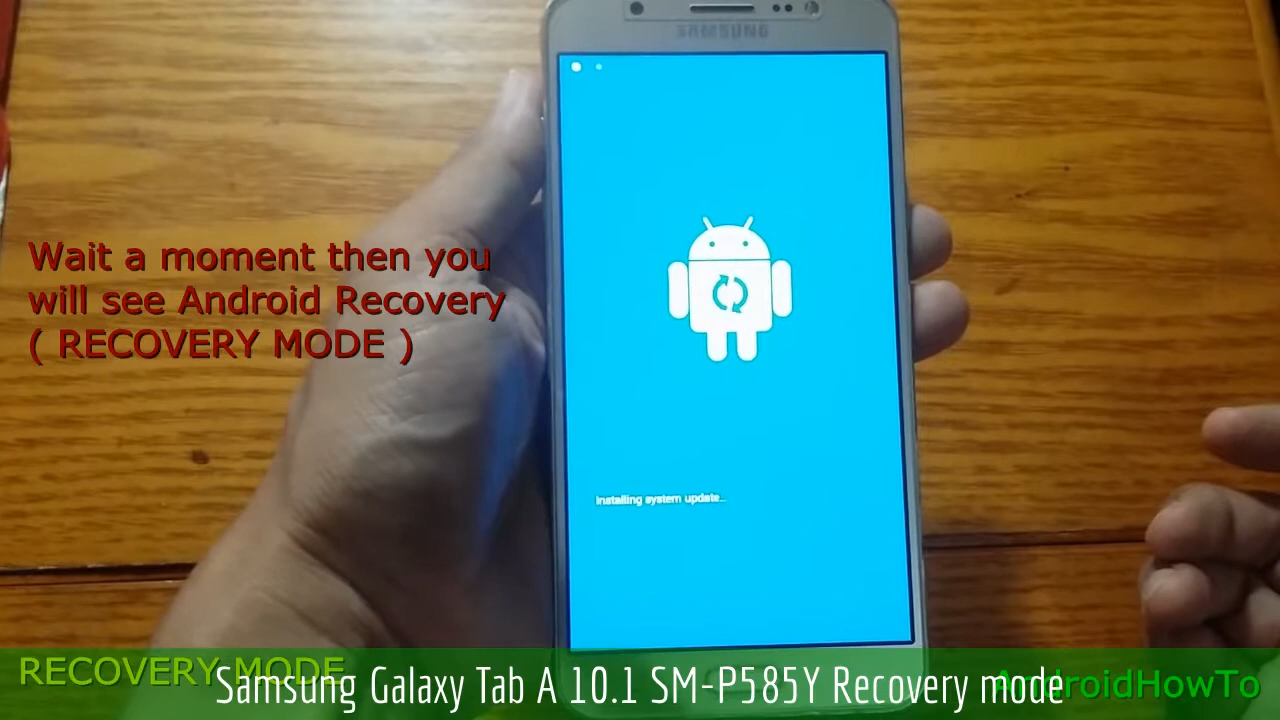 SAMSUNG
Wait a moment then you
will see Android Recovery
( RECOVERY MODE )
Installing system update...
RECOVERY MODE
Samsung Galaxy Tab A 10.1 SM-P585Y Recovery mode
AndroidHowTo